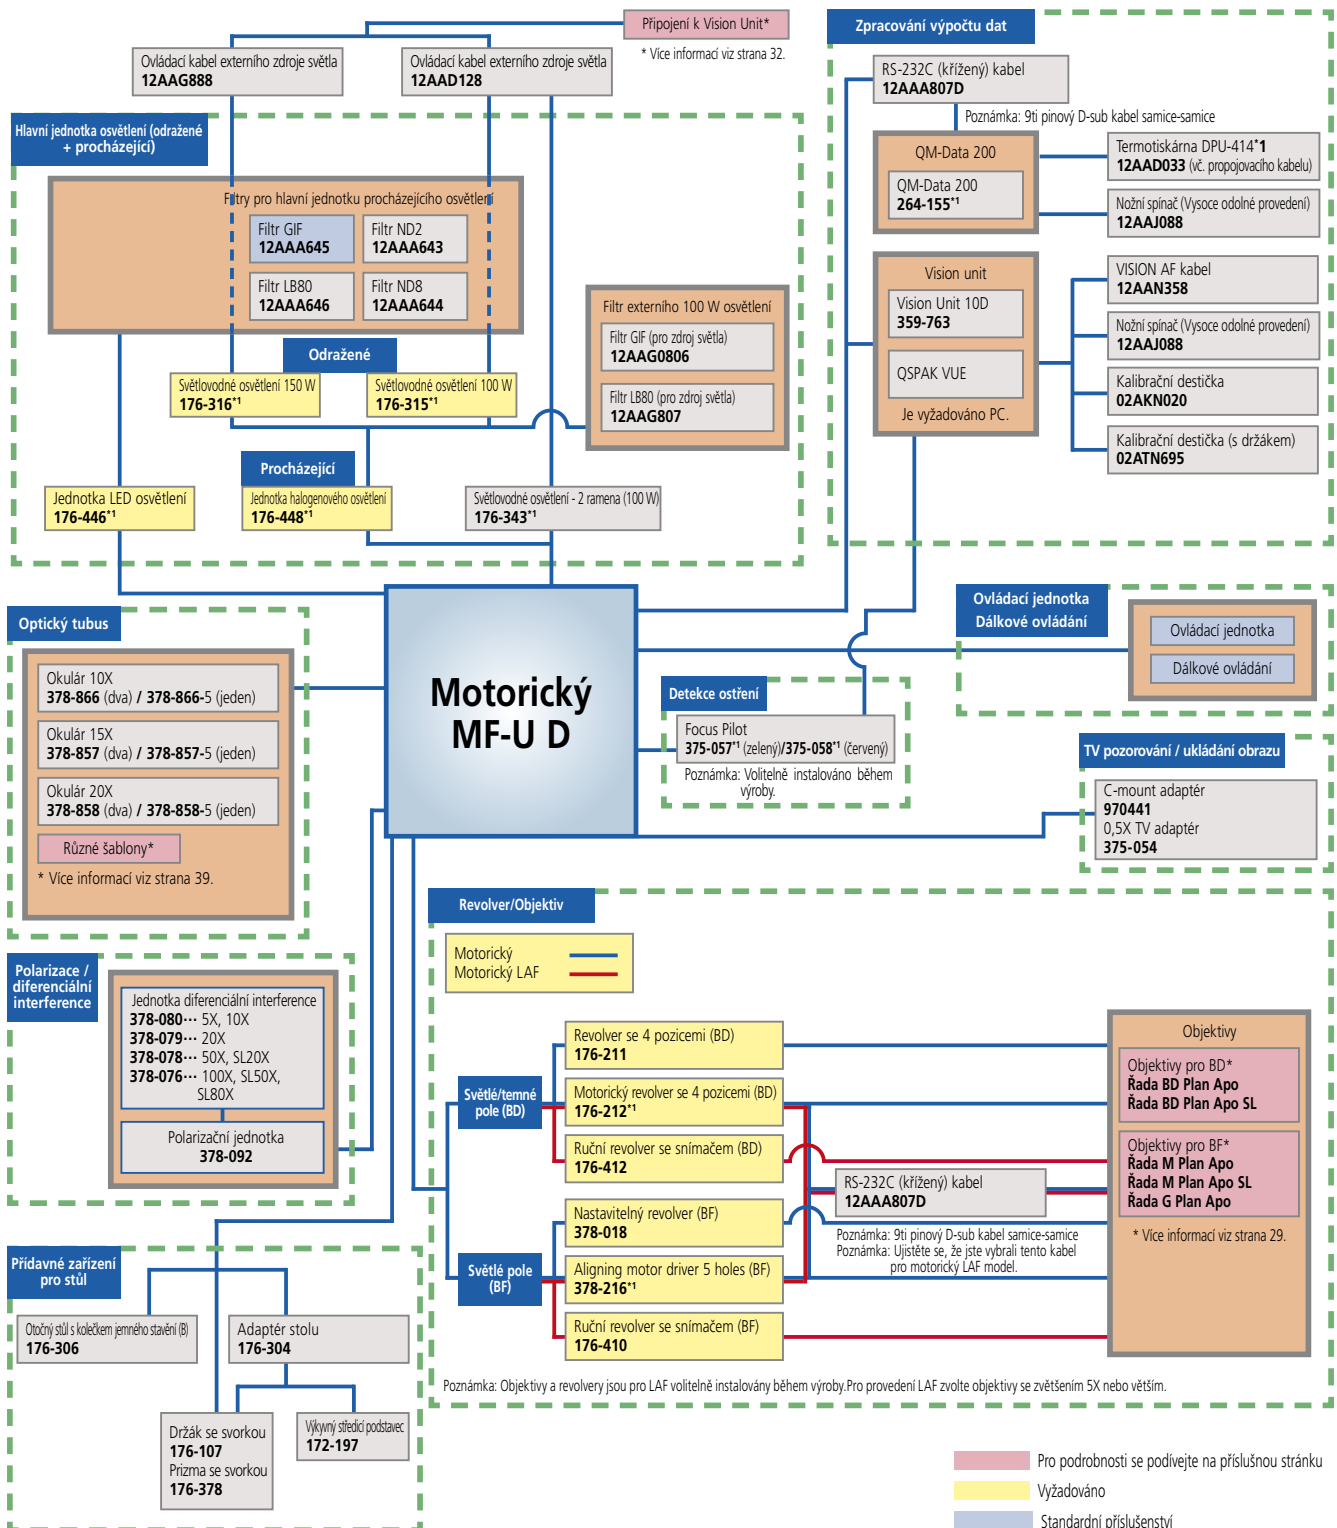 Připojení k Vision Unit*
* Více informací viz strana 32.
Ovládací kabel externího zdroje světla
12AAG888
Ovládací kabel externího zdroje světla
12AAD128
Hlavní jednotka osvětlení (odražené
+ procházející)
Filtry pro hlavní jednotku procházejícího osvětlení
Filtr GIF
12AAA645
Filtr ND2
12AAA643
Filtr LB80
12AAA646
Filtr ND8
12AAA644
Filtr externího 100 W osvětlení
Filtr GIF (pro zdroj světla)
12AAG0806
Filtr LB80 (pro zdroj světla)
12AAG807
Odražené
Světlovodné osvětlení 150 W
176-316*1
Světlovodné osvětlení 100 W
176-315*1
Procházející
Jednotka LED osvětlení
176-446*1
Jednotka halogenového osvětlení
176-448*1
Světlovodné osvětlení - 2 ramena (100 W)
176-343*1
Zpracování výpočtu dat
RS-232C (křížený) kabel
12AAA807D
Poznámka: 9ti pinový D-sub kabel samice-samice
QM-Data 200
QM-Data 200
264-155*1
Termotiskárna DPU-414*1
12AAD033 (vč. propojovacího kabelu)
Nožní spínač (Vysoce odolné provedení)
12AAJ088
Vision unit
Vision Unit 10D
359-763
QSPAK VUE
Je vyžadováno PC.
VISION AF kabel
12AAN358
Nožní spínač (Vysoce odolné provedení)
12AAJ088
Kalibrační destička
02AKN020
Kalibrační destička (s držákem)
02ATN695
Motorický
MF-U D
Optický tubus
Okulár 10X
378-866 (dva) / 378-866-5 (jeden)
Okulár 15X
378-857 (dva) / 378-857-5 (jeden)
Okulár 20X
378-858 (dva) / 378-858-5 (jeden)
Různé šablony*
* Více informací viz strana 39.
Ovládací jednotka
Dálkové ovládání
Ovládací jednotka
Dálkové ovládání
Detekce ostření
Focus Pilot
375-057*1 (zelený)/375-058*1 (červený)
Poznámka: Volitelně instalováno během
výroby.
TV pozorování / ukládání obrazu
C-mount adaptér
970441
0,5X TV adaptér
375-054
Polarizace /
diferenciální
interference
Jednotka diferenciální interference
378-080··· 5X, 10X
378-079··· 20X
378-078··· 50X, SL20X
378-076··· 100X, SL50X,
SL80X
Polarizační jednotka
378-092
Revolver/Objektiv
Motorický
Motorický LAF
Světlé/temné
pole (BD)
Revolver se 4 pozicemi (BD)
176-211
Motorický revolver se 4 pozicemi (BD)
176-212*1
Ruční revolver se snímačem (BD)
176-412
Světlé pole
(BF)
Nastavitelný revolver (BF)
378-018
Aligning motor driver 5 holes (BF)
378-216*1
Ruční revolver se snímačem (BF)
176-410
RS-232C (křížený) kabel
12AAA807D
Poznámka: 9ti pinový D-sub kabel samice-samice
Poznámka: Ujistěte se, že jste vybrali tento kabel
pro motorický LAF model.
Objektivy
Objektivy pro BD*
Řada BD Plan Apo
Řada BD Plan Apo SL
Objektivy pro BF*
Řada M Plan Apo
Řada M Plan Apo SL
Řada G Plan Apo
* Více informací viz strana 29.
Poznámka: Objektivy a revolvery jsou pro LAF volitelně instalovány během výroby.Pro provedení LAF zvolte objektivy se zvětšením 5X nebo větším.
Přídavné zařízení
pro stůl
Otočný stůl s kolečkem jemného stavění (B)
176-306
Adaptér stolu
176-304
Držák se svorkou
176-107
Prizma se svorkou
176-378
Výkyvný středicí podstavec
172-197
Pro podrobnosti se podívejte na příslušnou stránku
Vyžadováno
Standardní příslušenství